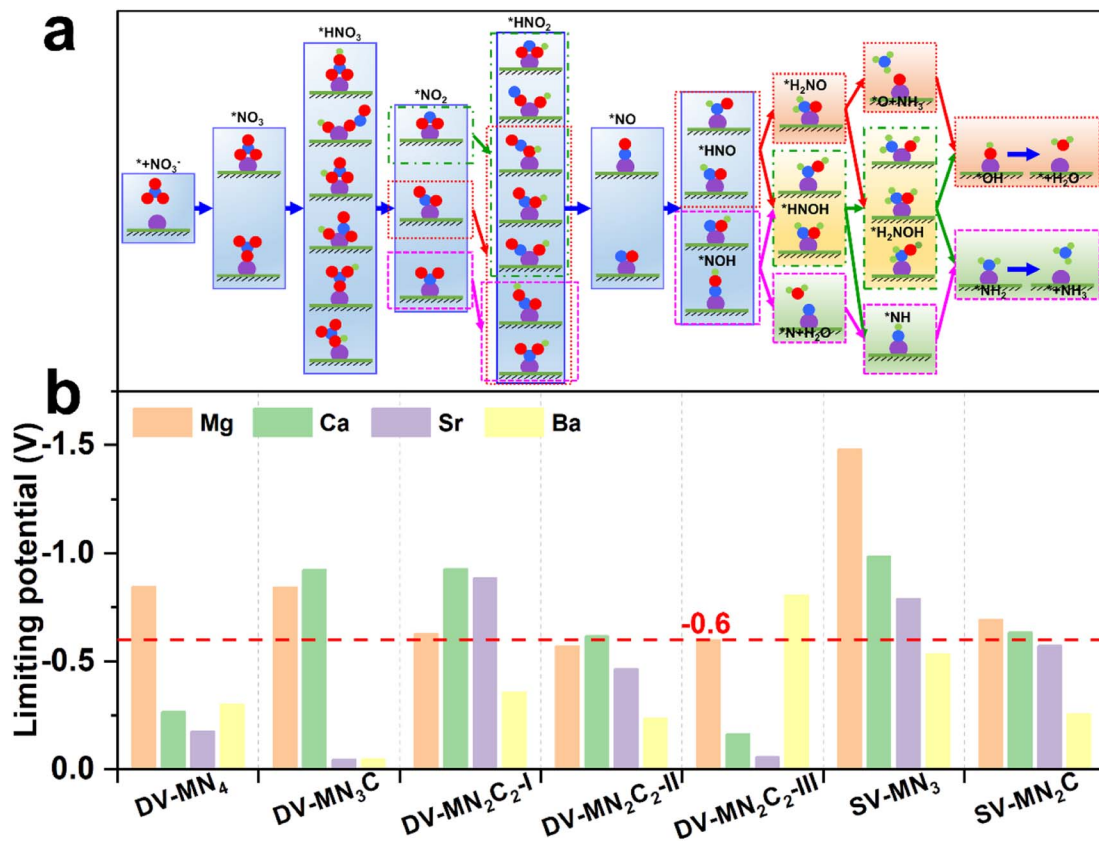 a
*+NO₃⁻
*NO₃
*HNO₃
*NO₂
*HNO₂
*NO
*HNO
*NOH
*H₂NO
*HNOH
*N+H₂O
*O+NH₃
*H₂NOH
*NH
*OH
*+H₂O
*NH₂
*+NH₃
b
Mg
Ca
Sr
Ba
Limiting potential (V)
-1.5
-1.0
-0.5
0.0
-0.6
DV-MN₄
DV-MN₃C
DV-MN₂C₂-I
DV-MN₂C₂-II
DV-MN₂C₂-III
SV-MN₃
SV-MN₂C